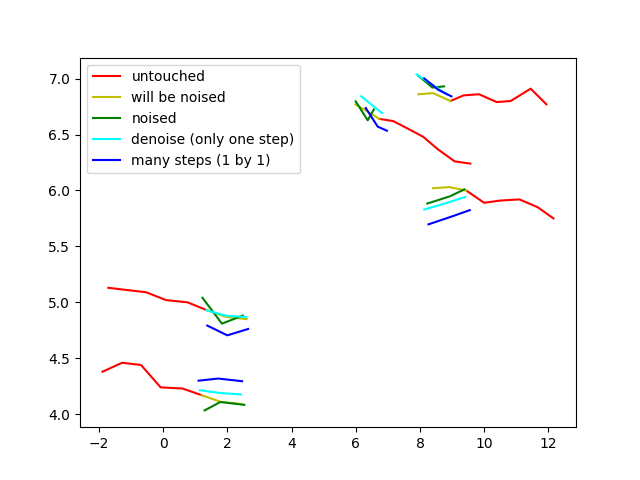 untouched
will be noised
noised
denoise (only one step)
many steps (1 by 1)
7.0
6.5
6.0
5.5
5.0
4.5
4.0
−2 0 2 4 6 8 10 12